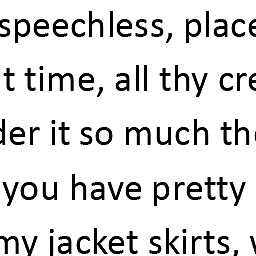 speechless, place
t time, all thy cre
der it so much the
you have pretty
my jacket skirts, w